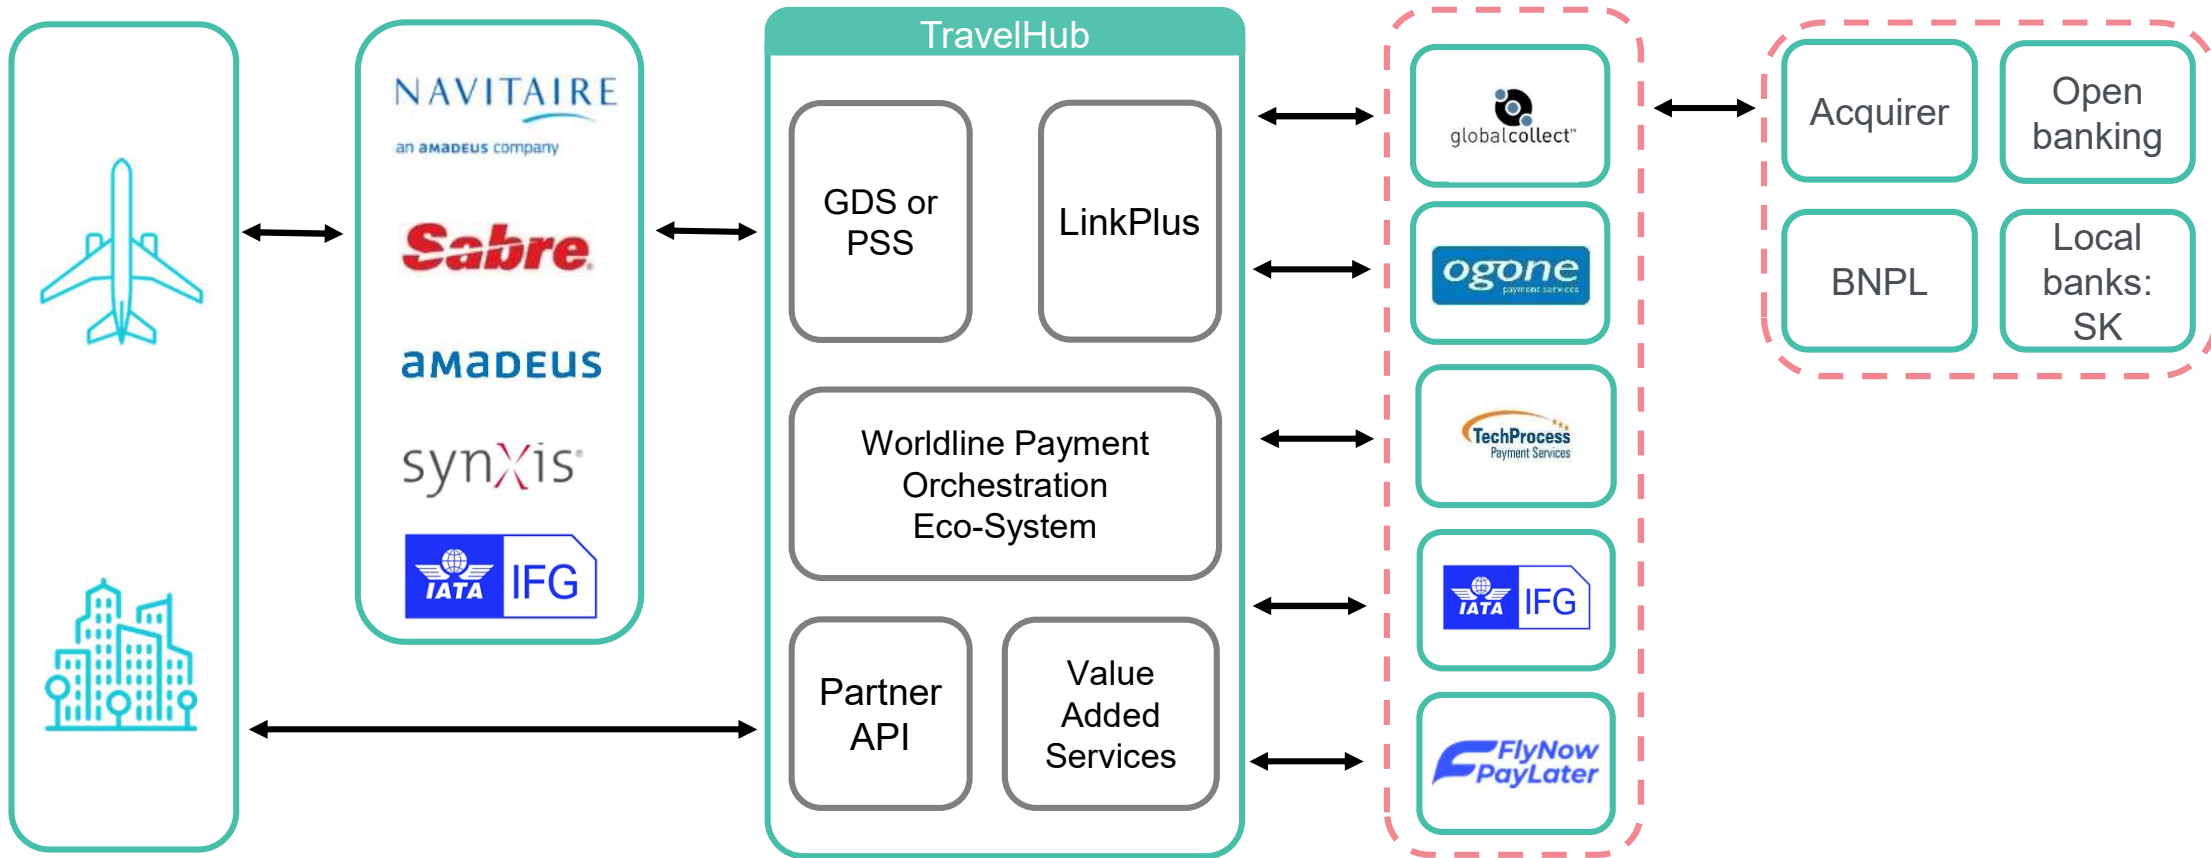 NAVITAIRE
an amadeus company
Sabre®
amadeus
synxis®
IATA IFG
TravelHub
GDS or
PSS
LinkPlus
Worldline Payment
Orchestration
Eco-System
Partner
API
Value
Added
Services
globalcollect™
ogone
payment services
TechProcess
Payment Services
IATA IFG
FlyNow
PayLater
Acquirer
Open
banking
BNPL
Local
banks:
SK